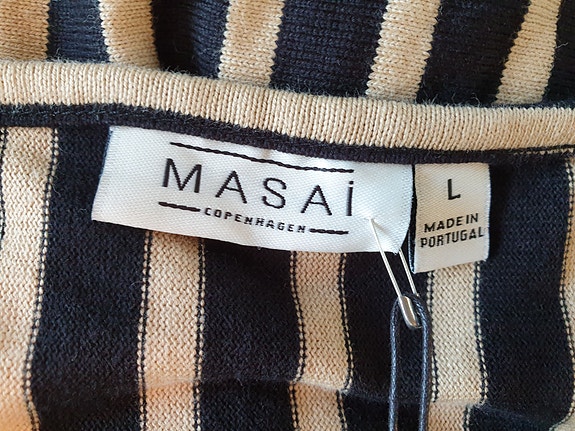 MASAi
COPENHAGEN
L
MADE IN
PORTUGAL